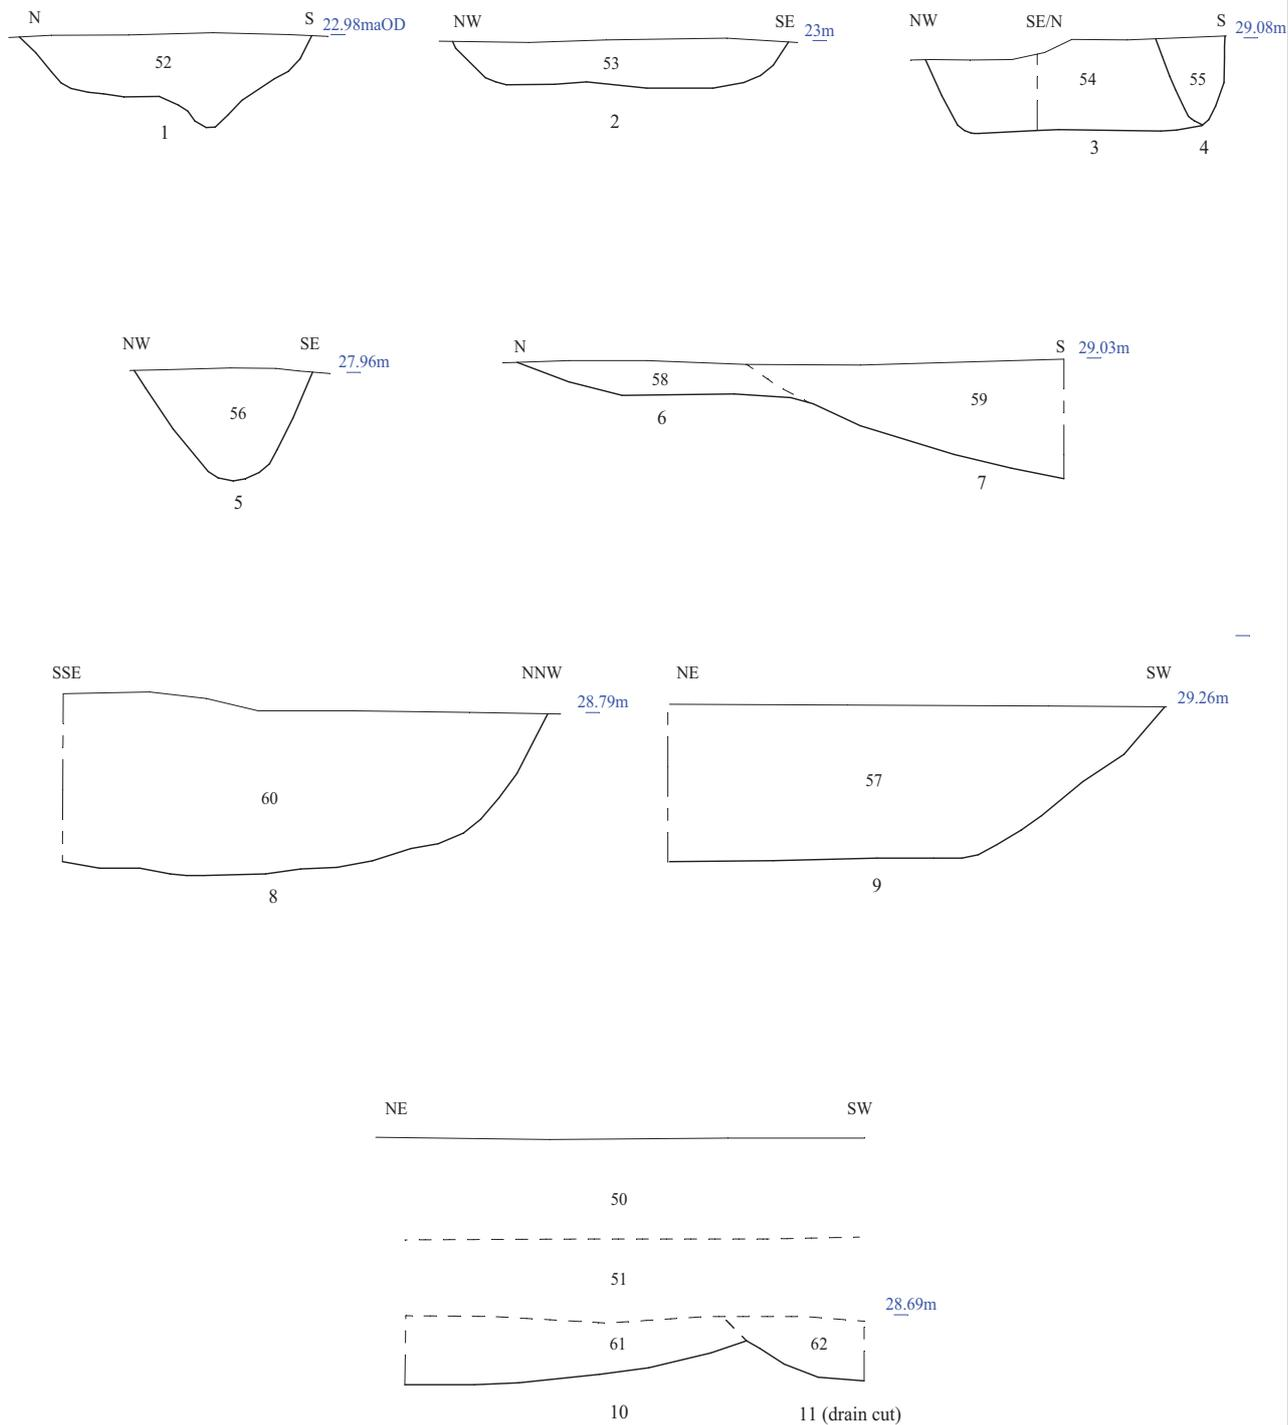 N S 22.98maOD
52
1
NW SE 23m
53
2
NW SE/N S 29.08m
54 55
3 4
NW SE 27.96m
56
5
N S 29.03m
58 59
6 7
SSE NNW 28.79m
60
8
NE SW 29.26m
57
9
NE SW
50
51
28.69m
61 62
10 11 (drain cut)